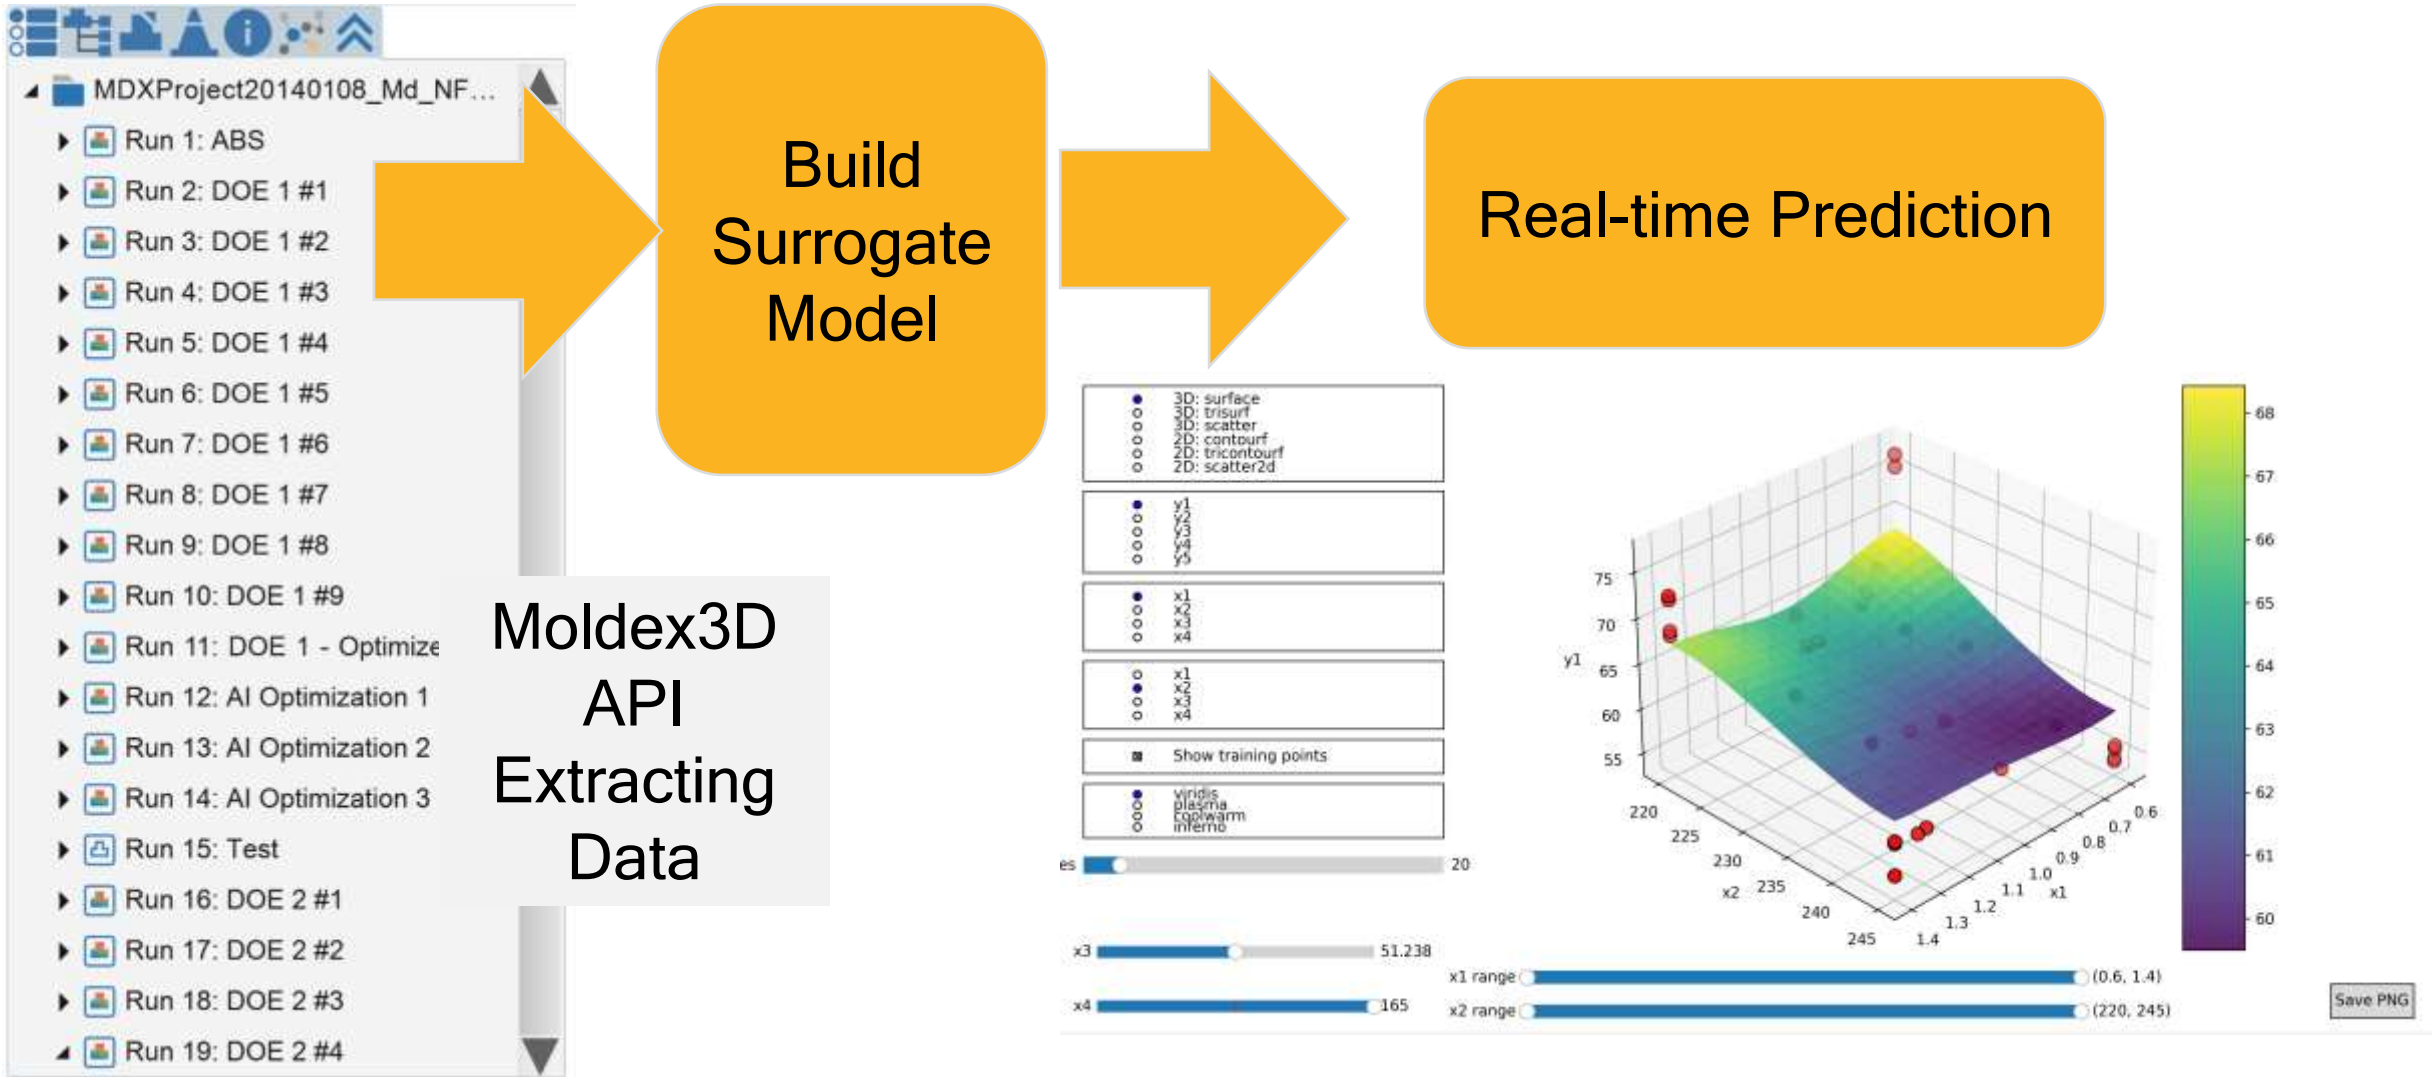 MDXProject20140108_Md_NF...
Run 1: ABS
Run 2: DOE 1 #1
Run 3: DOE 1 #2
Run 4: DOE 1 #3
Run 5: DOE 1 #4
Run 6: DOE 1 #5
Run 7: DOE 1 #6
Run 8: DOE 1 #7
Run 9: DOE 1 #8
Run 10: DOE 1 #9
Run 11: DOE 1 - Optimize
Run 12: AI Optimization 1
Run 13: AI Optimization 2
Run 14: AI Optimization 3
Run 15: Test
Run 16: DOE 2 #1
Run 17: DOE 2 #2
Run 18: DOE 2 #3
Run 19: DOE 2 #4
Moldex3D
API
Extracting
Data
Build
Surrogate
Model
Real-time Prediction
3D: surface
3D: trisurf
3D: scatter
2D: contourf
2D: tricontourf
2D: scatter2d
y1
y2
y3
y4
y5
x1
x2
x3
x4
x1
x2
x3
x4
Show training points
viridis
plasma
coolwarm
inferno
es
20
x3
51.238
x4
165
y1
75
70
65
60
55
220
225
230
235
240
245
x2
1.4
1.3
1.2
1.1
1.0
0.9
0.8
0.7
0.6
x1
68
67
66
65
64
63
62
61
60
x1 range
(0.6, 1.4)
x2 range
(220, 245)
Save PNG